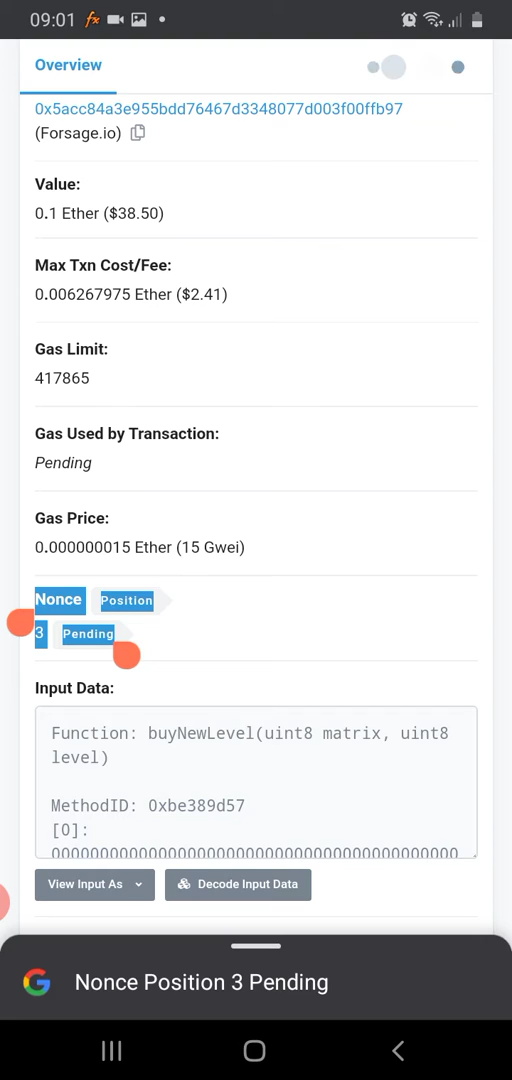 09:01
Overview
0x5acc84a3e955bdd76467d3348077d003f00ffb97
(Forsage.io)
Value:
0.1 Ether ($38.50)
Max Txn Cost/Fee:
0.006267975 Ether ($2.41)
Gas Limit:
417865
Gas Used by Transaction:
Pending
Gas Price:
0.000000015 Ether (15 Gwei)
Nonce Position
3 Pending
Input Data:
Function: buyNewLevel(uint8 matrix, uint8
level)
MethodID: 0xbe389d57
[0]:
View Input As
Decode Input Data
Nonce Position 3 Pending